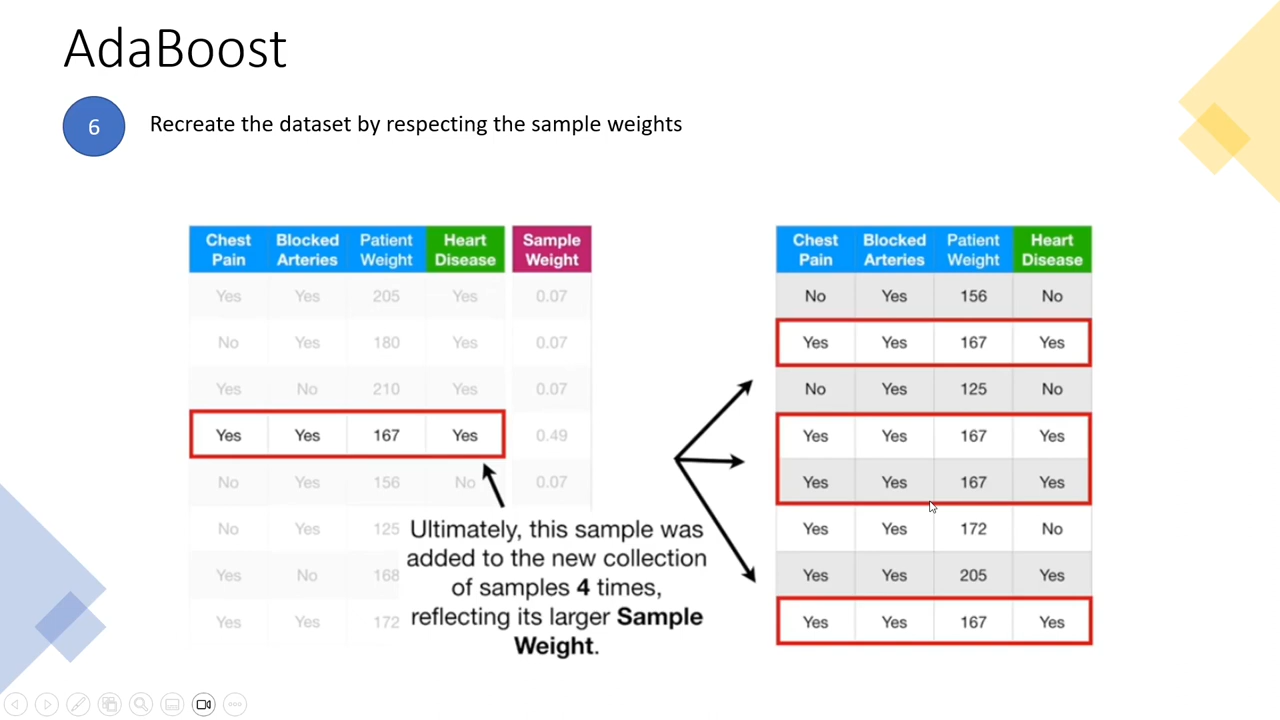 AdaBoost
6
Recreate the dataset by respecting the sample weights
Chest Pain Blocked Arteries Patient Weight Heart Disease Sample Weight
Yes Yes 205 Yes 0.07
No Yes 180 Yes 0.07
Yes No 210 Yes 0.07
Yes Yes 167 Yes 0.49
No Yes 156 No 0.07
No Yes 125
Yes No 168
Yes Yes 172
Ultimately, this sample was
added to the new collection
of samples 4 times,
reflecting its larger Sample
Weight.
Chest Pain Blocked Arteries Patient Weight Heart Disease
No Yes 156 No
Yes Yes 167 Yes
No Yes 125 No
Yes Yes 167 Yes
Yes Yes 167 Yes
Yes Yes 172 No
Yes Yes 205 Yes
Yes Yes 167 Yes